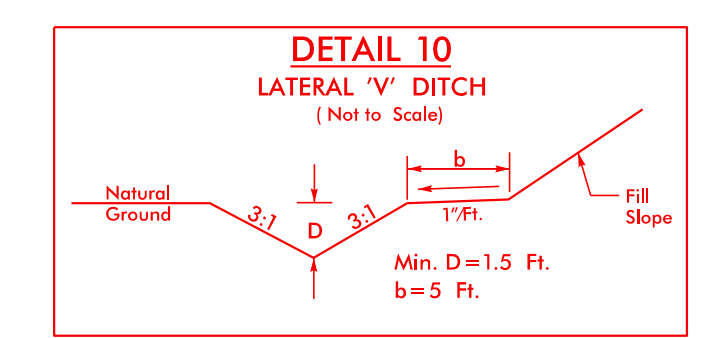 DETAIL 10
LATERAL 'V' DITCH
( Not to Scale)
b
Natural
Ground
3:1
D
3:1
1"/Ft.
Fill
Slope
Min. D=1.5 Ft.
b=5 Ft.